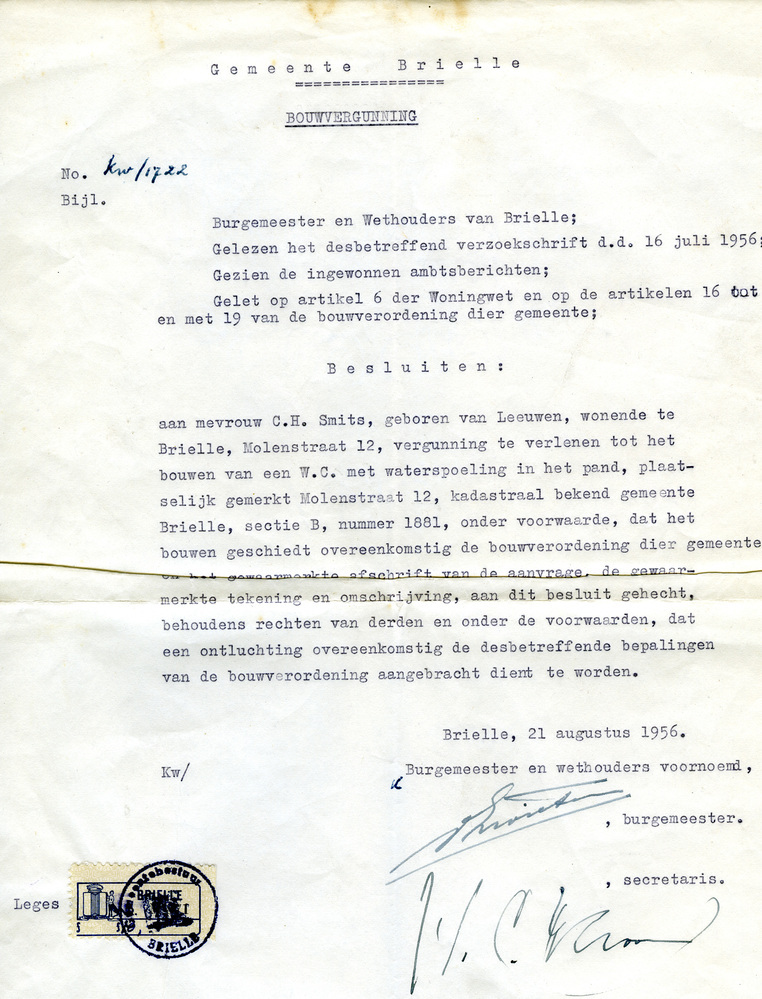 Gemeente Brielle
================
BOUWVERGUNNING
No. Kw/1722
Bijl.
Burgemeester en Wethouders van Brielle;
Gelezen het desbetreffend verzoekschrift d.d. 16 juli 1956;
Gezien de ingewonnen ambtsberichten;
Gelet op artikel 6 der Woningwet en op de artikelen 16 tot
en met 19 van de bouwverordening dier gemeente;
Besluiten:
aan mevrouw C.H. Smits, geboren van Leeuwen, wonende te
Brielle, Molenstraat 12, vergunning te verlenen tot het
bouwen van een W.C. met waterspoeling in het pand, plaat-
selijk gemerkt Molenstraat 12, kadastraal bekend gemeente
Brielle, sectie B, nummer 1881, onder voorwaarde, dat het
bouwen geschiedt overeenkomstig de bouwverordening dier gemeente
en het gewaarmerkte afschrift van de aanvrage, de gewaar-
merkte tekening en omschrijving, aan dit besluit gehecht,
behoudens rechten van derden en onder de voorwaarden, dat
een ontluchting overeenkomstig de desbetreffende bepalingen
van de bouwverordening aangebracht dient te worden.
Brielle, 21 augustus 1956.
Kw/
Burgemeester en wethouders voornoemd,
, burgemeester.
, secretaris.
Leges
Gemeentebestuur
BRIELLE
BRIELLE